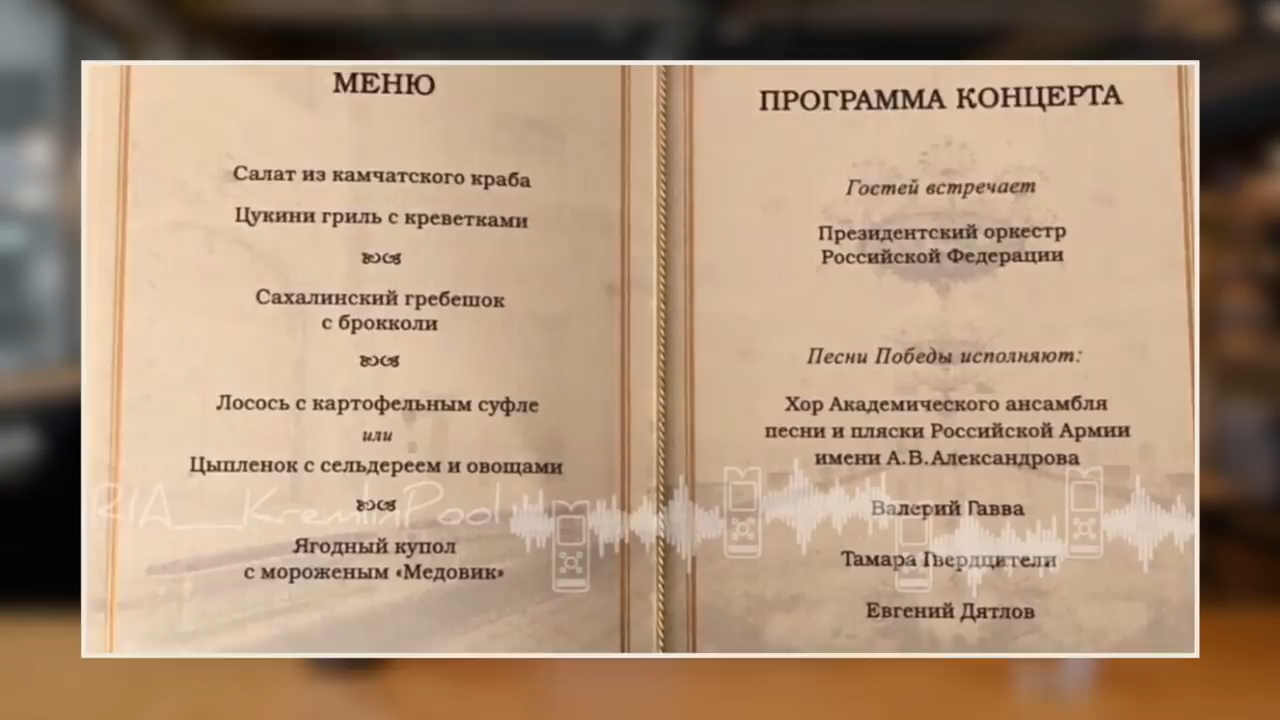 МЕНЮ
Салат из камчатского краба
Цукини гриль с креветками
Сахалинский гребешок
с брокколи
Лосось с картофельным суфле
или
Цыпленок с сельдереем и овощами
Ягодный купол
с мороженым «Медовик»
ПРОГРАММА КОНЦЕРТА
Гостей встречает
Президентский оркестр
Российской Федерации
Песни Победы исполняют:
Хор Академического ансамбля
песни и пляски Российской Армии
имени А.В.Александрова
Валерий Гавва
Тамара Гвердцители
Евгений Дятлов
RIA_KremlinPool